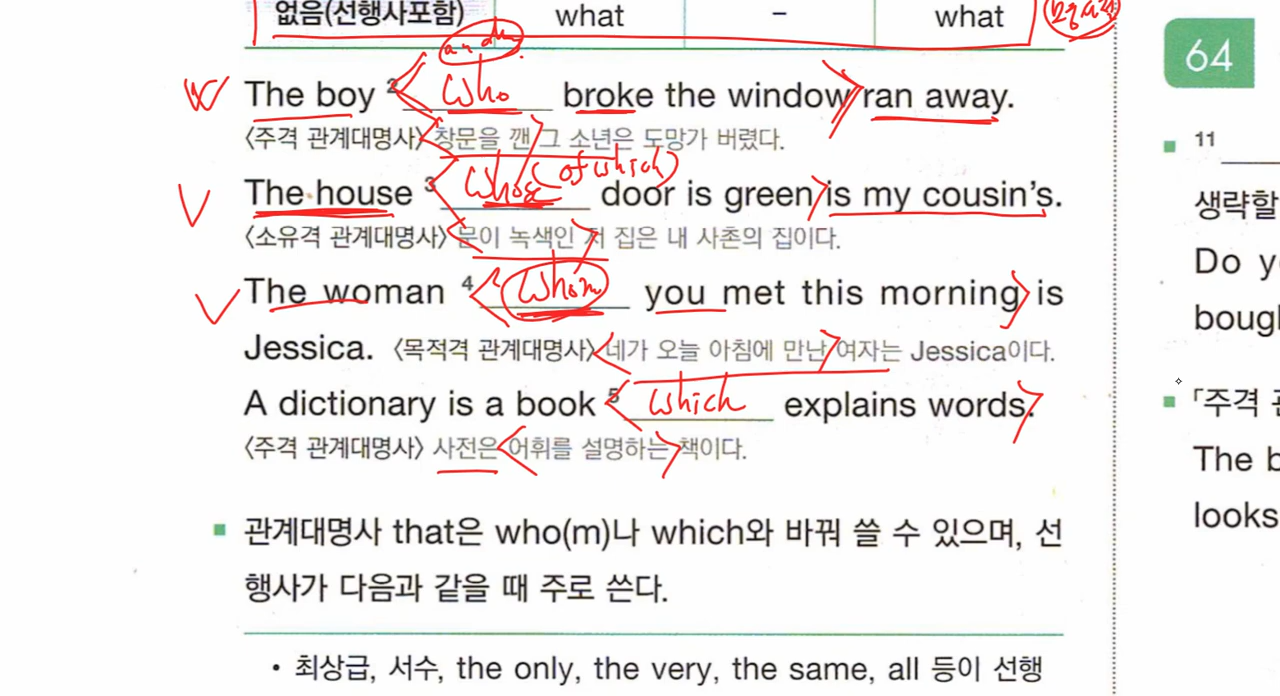 없음(선행사포함) what – what
and
The boy 2 who broke the window ran away.
〈주격 관계대명사〉 창문을 깬 그 소년은 도망가 버렸다.
The house 3 whose (of which) door is green is my cousin's.
〈소유격 관계대명사〉 문이 녹색인 저 집은 내 사촌의 집이다.
The woman 4 whom you met this morning is
Jessica. 〈목적격 관계대명사〉 네가 오늘 아침에 만난 여자는 Jessica이다.
A dictionary is a book 5 which explains words.
〈주격 관계대명사〉 사전은 어휘를 설명하는 책이다.
■ 관계대명사 that은 who(m)나 which와 바꿔 쓸 수 있으며, 선
행사가 다음과 같을 때 주로 쓴다.
• 최상급, 서수, the only, the very, the same, all 등이 선행
64
■ 11
생략할
Do y
bough
■ 「주격
The b
looks